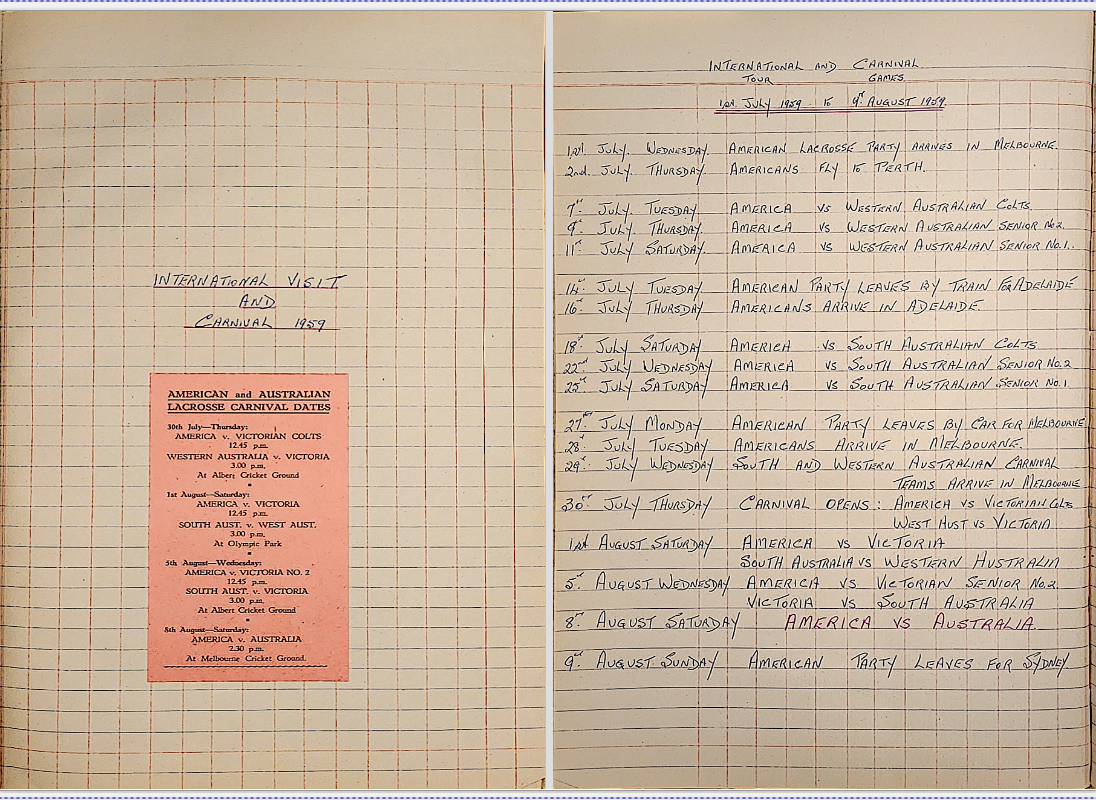 INTERNATIONAL VISIT
AND
CARNIVAL 1959
AMERICAN and AUSTRALIAN
LACROSSE CARNIVAL DATES
30th July—Thursday:
AMERICA v. VICTORIAN COLTS
12.45 p.m.
WESTERN AUSTRALIA v. VICTORIA
3.00 p.m.
At Albert Cricket Ground
1st August—Saturday:
AMERICA v. VICTORIA
12.45 p.m.
SOUTH AUST. v. WEST AUST.
3.00 p.m.
At Olympic Park
5th August—Wednesday:
AMERICA v. VICTORIA NO. 2
12.45 p.m.
SOUTH AUST. v. VICTORIA
3.00 p.m.
At Albert Cricket Ground
8th August—Saturday:
AMERICA v. AUSTRALIA
2.30 p.m.
At Melbourne Cricket Ground.
INTERNATIONAL AND CARNIVAL
TOUR GAMES
1st JULY 1959 TO 9th AUGUST 1959
1st JULY. WEDNESDAY. AMERICAN LACROSSE PARTY ARRIVES IN MELBOURNE.
2nd. JULY. THURSDAY. AMERICANS FLY TO PERTH.
7th JULY. TUESDAY. AMERICA VS WESTERN AUSTRALIAN COLTS.
9th JULY. THURSDAY. AMERICA VS WESTERN AUSTRALIAN SENIOR No 2.
11th JULY. SATURDAY. AMERICA VS WESTERN AUSTRALIAN SENIOR No.1.
14th JULY TUESDAY AMERICAN PARTY LEAVES BY TRAIN FOR ADELAIDE
16th JULY THURSDAY AMERICANS ARRIVE IN ADELAIDE.
18th JULY SATURDAY AMERICA VS SOUTH AUSTRALIAN COLTS
22nd JULY WEDNESDAY AMERICA VS SOUTH AUSTRALIAN SENIOR No.2
25th JULY SATURDAY AMERICA VS SOUTH AUSTRALIAN SENIOR No.1
27th JULY MONDAY AMERICAN PARTY LEAVES BY CAR FOR MELBOURNE
28th JULY TUESDAY AMERICANS ARRIVE IN MELBOURNE.
29th JULY WEDNESDAY SOUTH AND WESTERN AUSTRALIAN CARNIVAL
TEAMS ARRIVE IN MELBOURNE
30th JULY THURSDAY CARNIVAL OPENS : AMERICA VS VICTORIAN COLTS
WEST AUST VS VICTORIA
1st AUGUST SATURDAY AMERICA VS VICTORIA
SOUTH AUSTRALIA VS WESTERN AUSTRALIA
5th AUGUST WEDNESDAY AMERICA VS VICTORIAN SENIOR No.2.
VICTORIA VS SOUTH AUSTRALIA
8th AUGUST SATURDAY AMERICA VS AUSTRALIA.
9th AUGUST SUNDAY AMERICAN PARTY LEAVES FOR SYDNEY